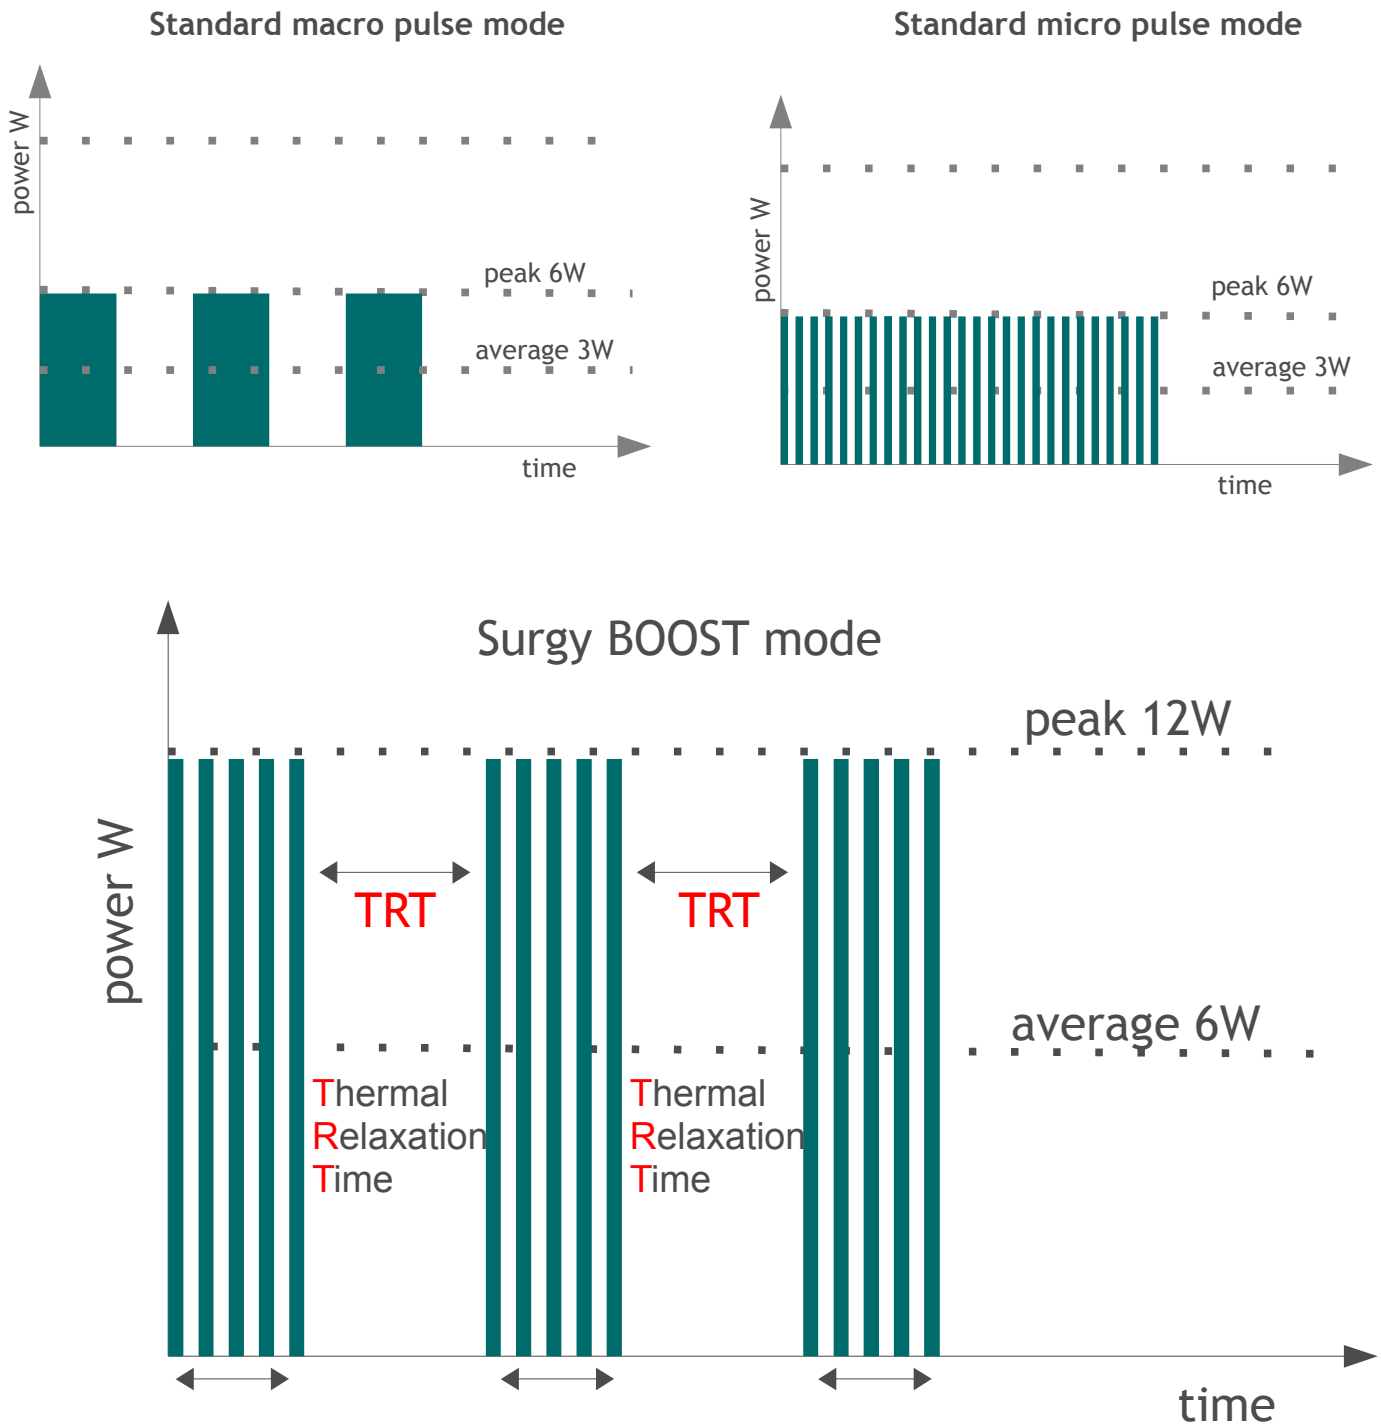 Standard macro pulse mode
power W
peak 6W
average 3W
time
Standard micro pulse mode
power W
peak 6W
average 3W
time
Surgy BOOST mode
peak 12W
power W
TRT
TRT
average 6W
Thermal
Relaxation
Time
Thermal
Relaxation
Time
time